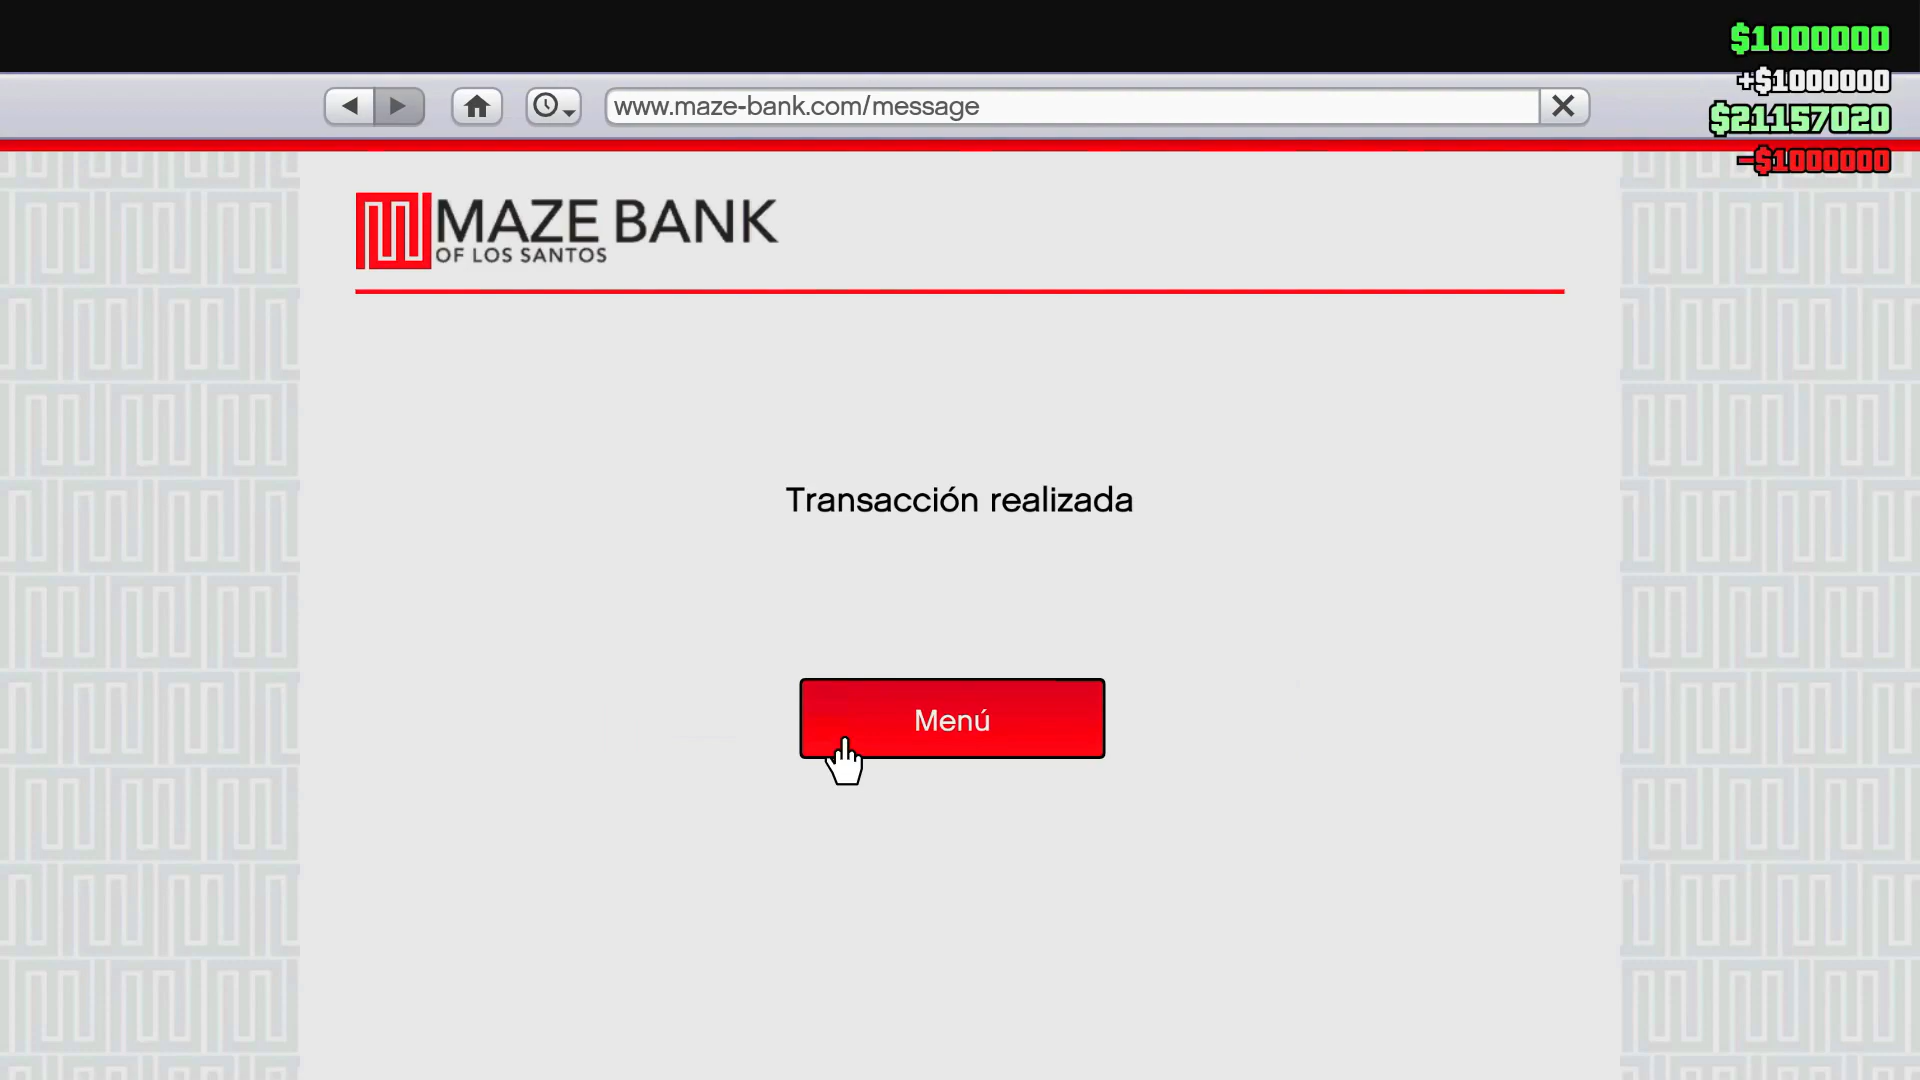 $1000000
+$1000000
www.maze-bank.com/message
$21157020
-$1000000
MAZE BANK
OF LOS SANTOS
Transacción realizada
Menú